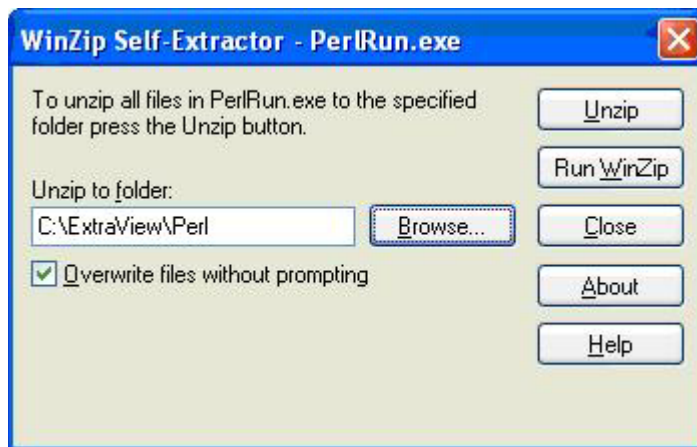 WinZip Self-Extractor - PerlRun.exe
To unzip all files in PerlRun.exe to the specified
folder press the Unzip button.
Unzip to folder:
C:\ExtraView\Perl
Browse...
Overwrite files without prompting
Unzip
Run WinZip
Close
About
Help